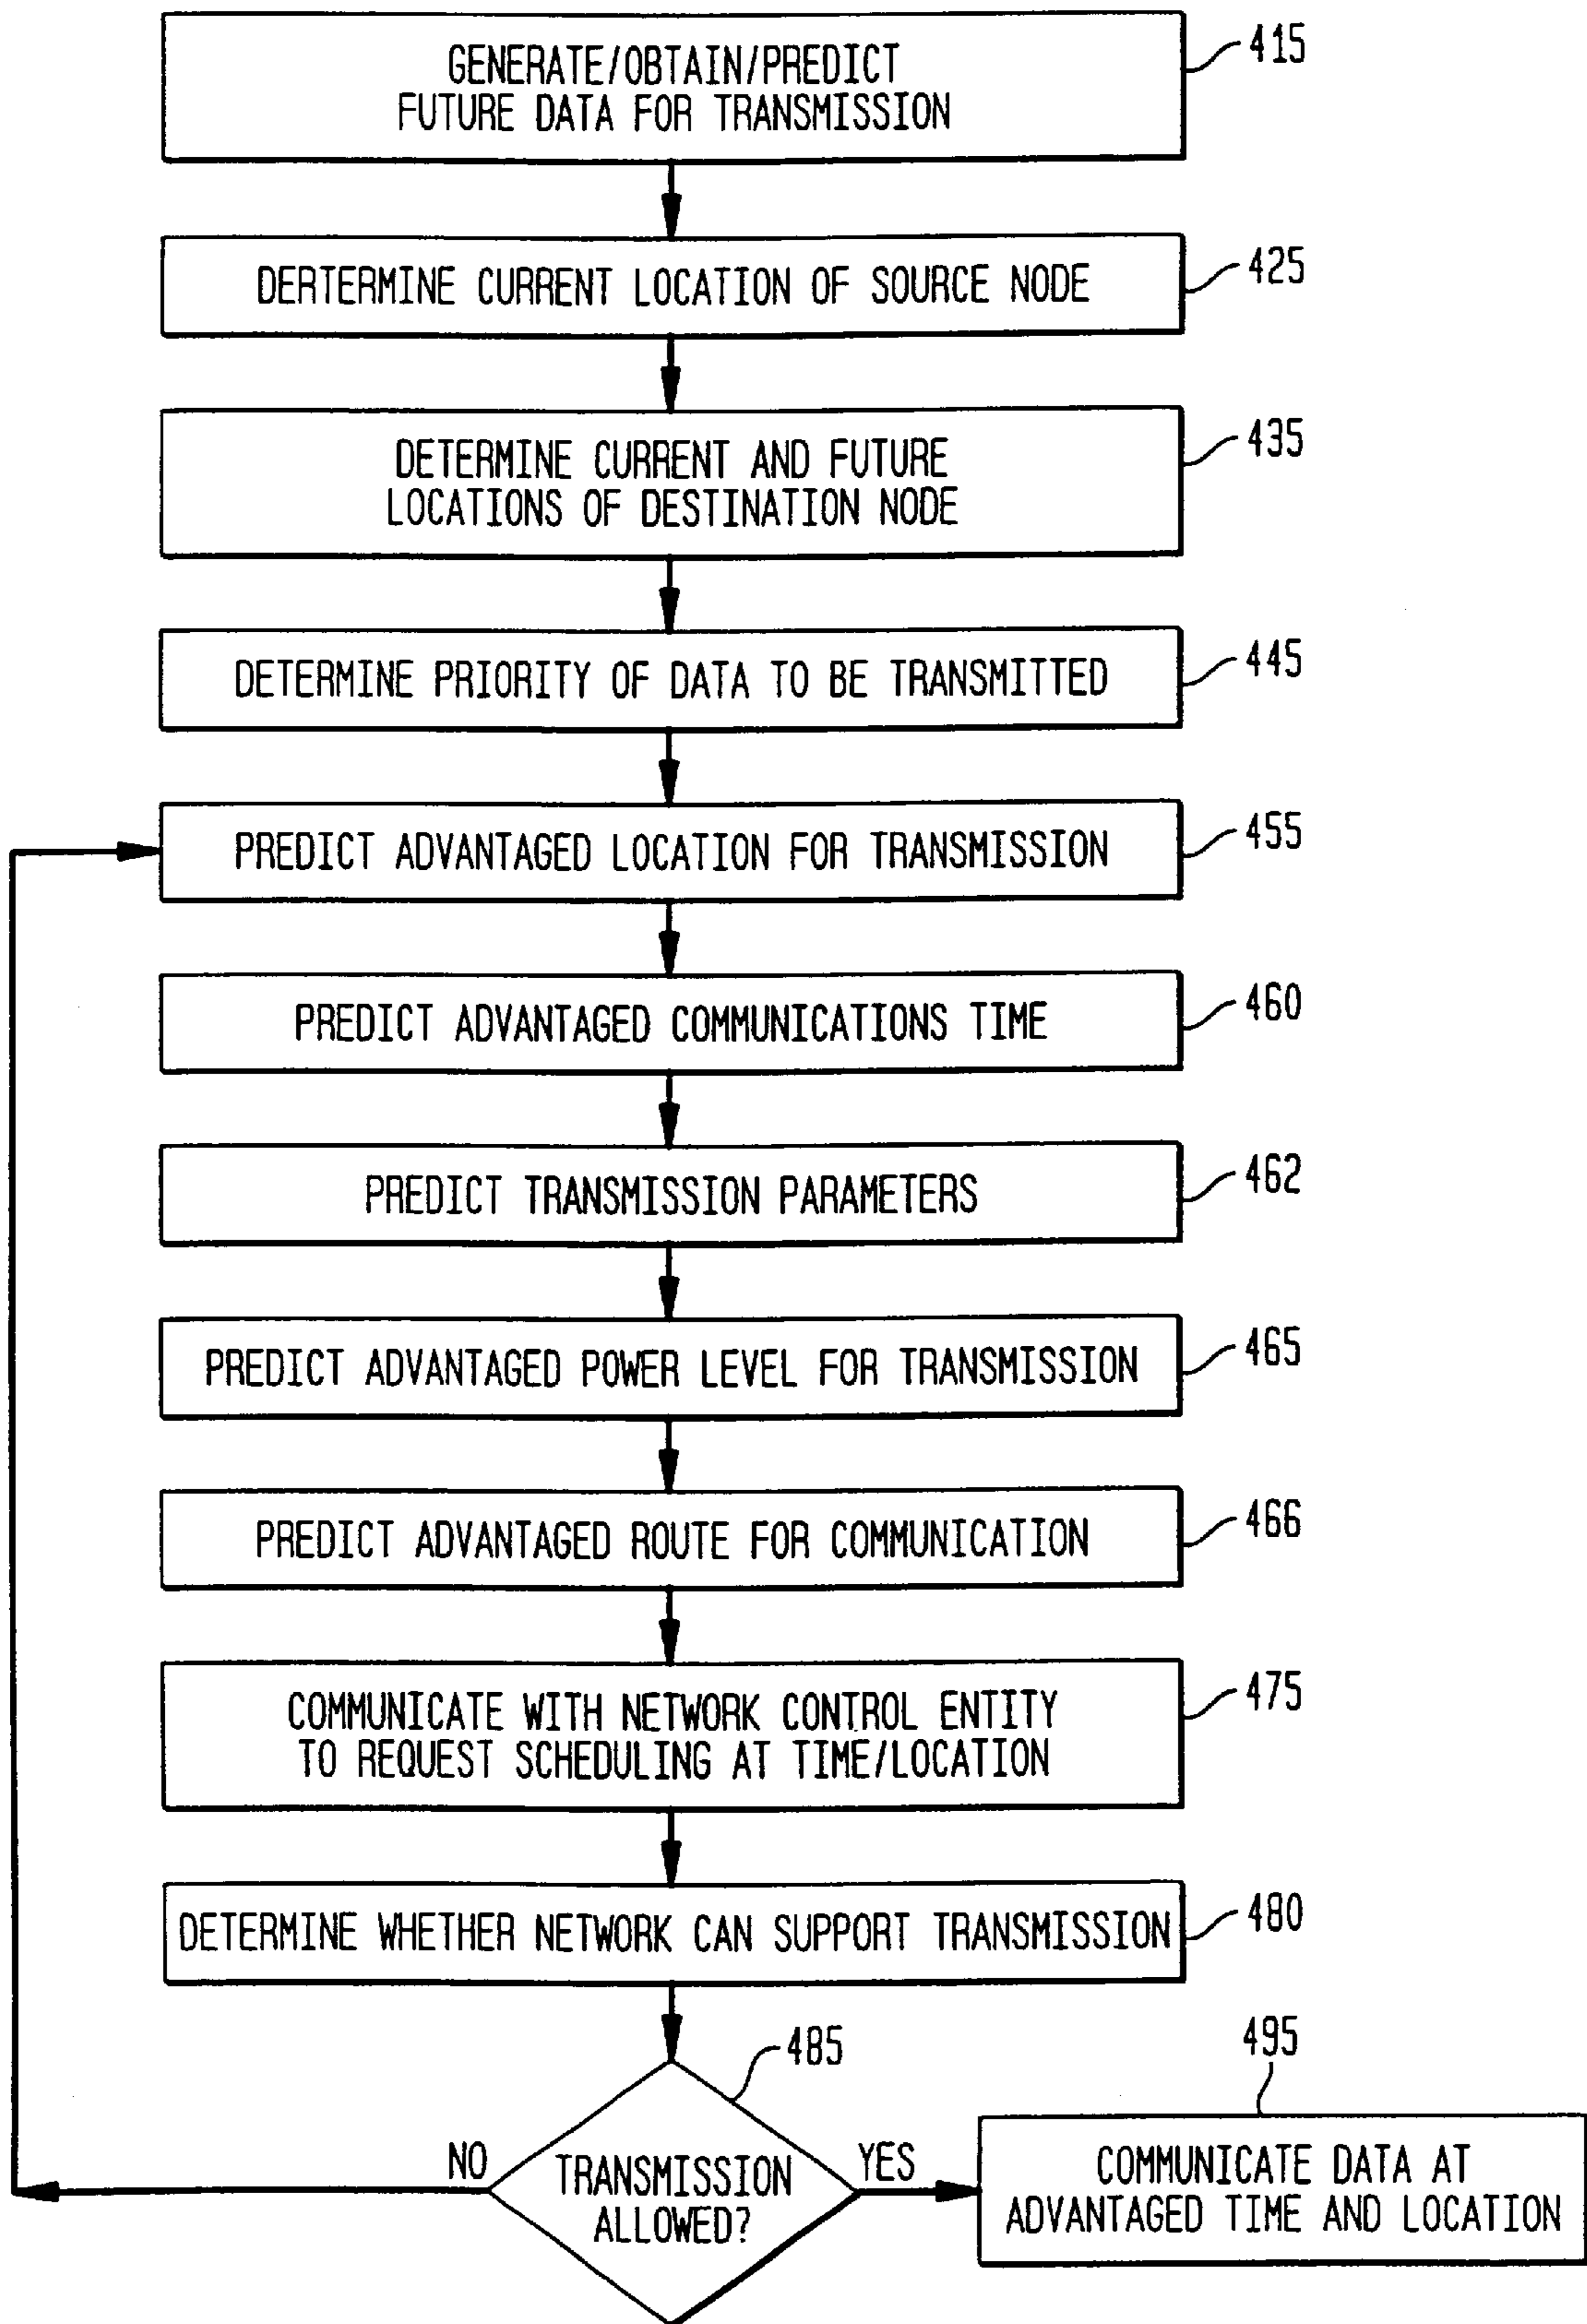 GENERATE/OBTAIN/PREDICT
FUTURE DATA FOR TRANSMISSION
415
DERTERMINE CURRENT LOCATION OF SOURCE NODE
425
DETERMINE CURRENT AND FUTURE
LOCATIONS OF DESTINATION NODE
435
DETERMINE PRIORITY OF DATA TO BE TRANSMITTED
445
PREDICT ADVANTAGED LOCATION FOR TRANSMISSION
455
PREDICT ADVANTAGED COMMUNICATIONS TIME
460
PREDICT TRANSMISSION PARAMETERS
462
PREDICT ADVANTAGED POWER LEVEL FOR TRANSMISSION
465
PREDICT ADVANTAGED ROUTE FOR COMMUNICATION
466
COMMUNICATE WITH NETWORK CONTROL ENTITY
TO REQUEST SCHEDULING AT TIME/LOCATION
475
DETERMINE WHETHER NETWORK CAN SUPPORT TRANSMISSION
480
485
495
NO
TRANSMISSION
ALLOWED?
YES
COMMUNICATE DATA AT
ADVANTAGED TIME AND LOCATION